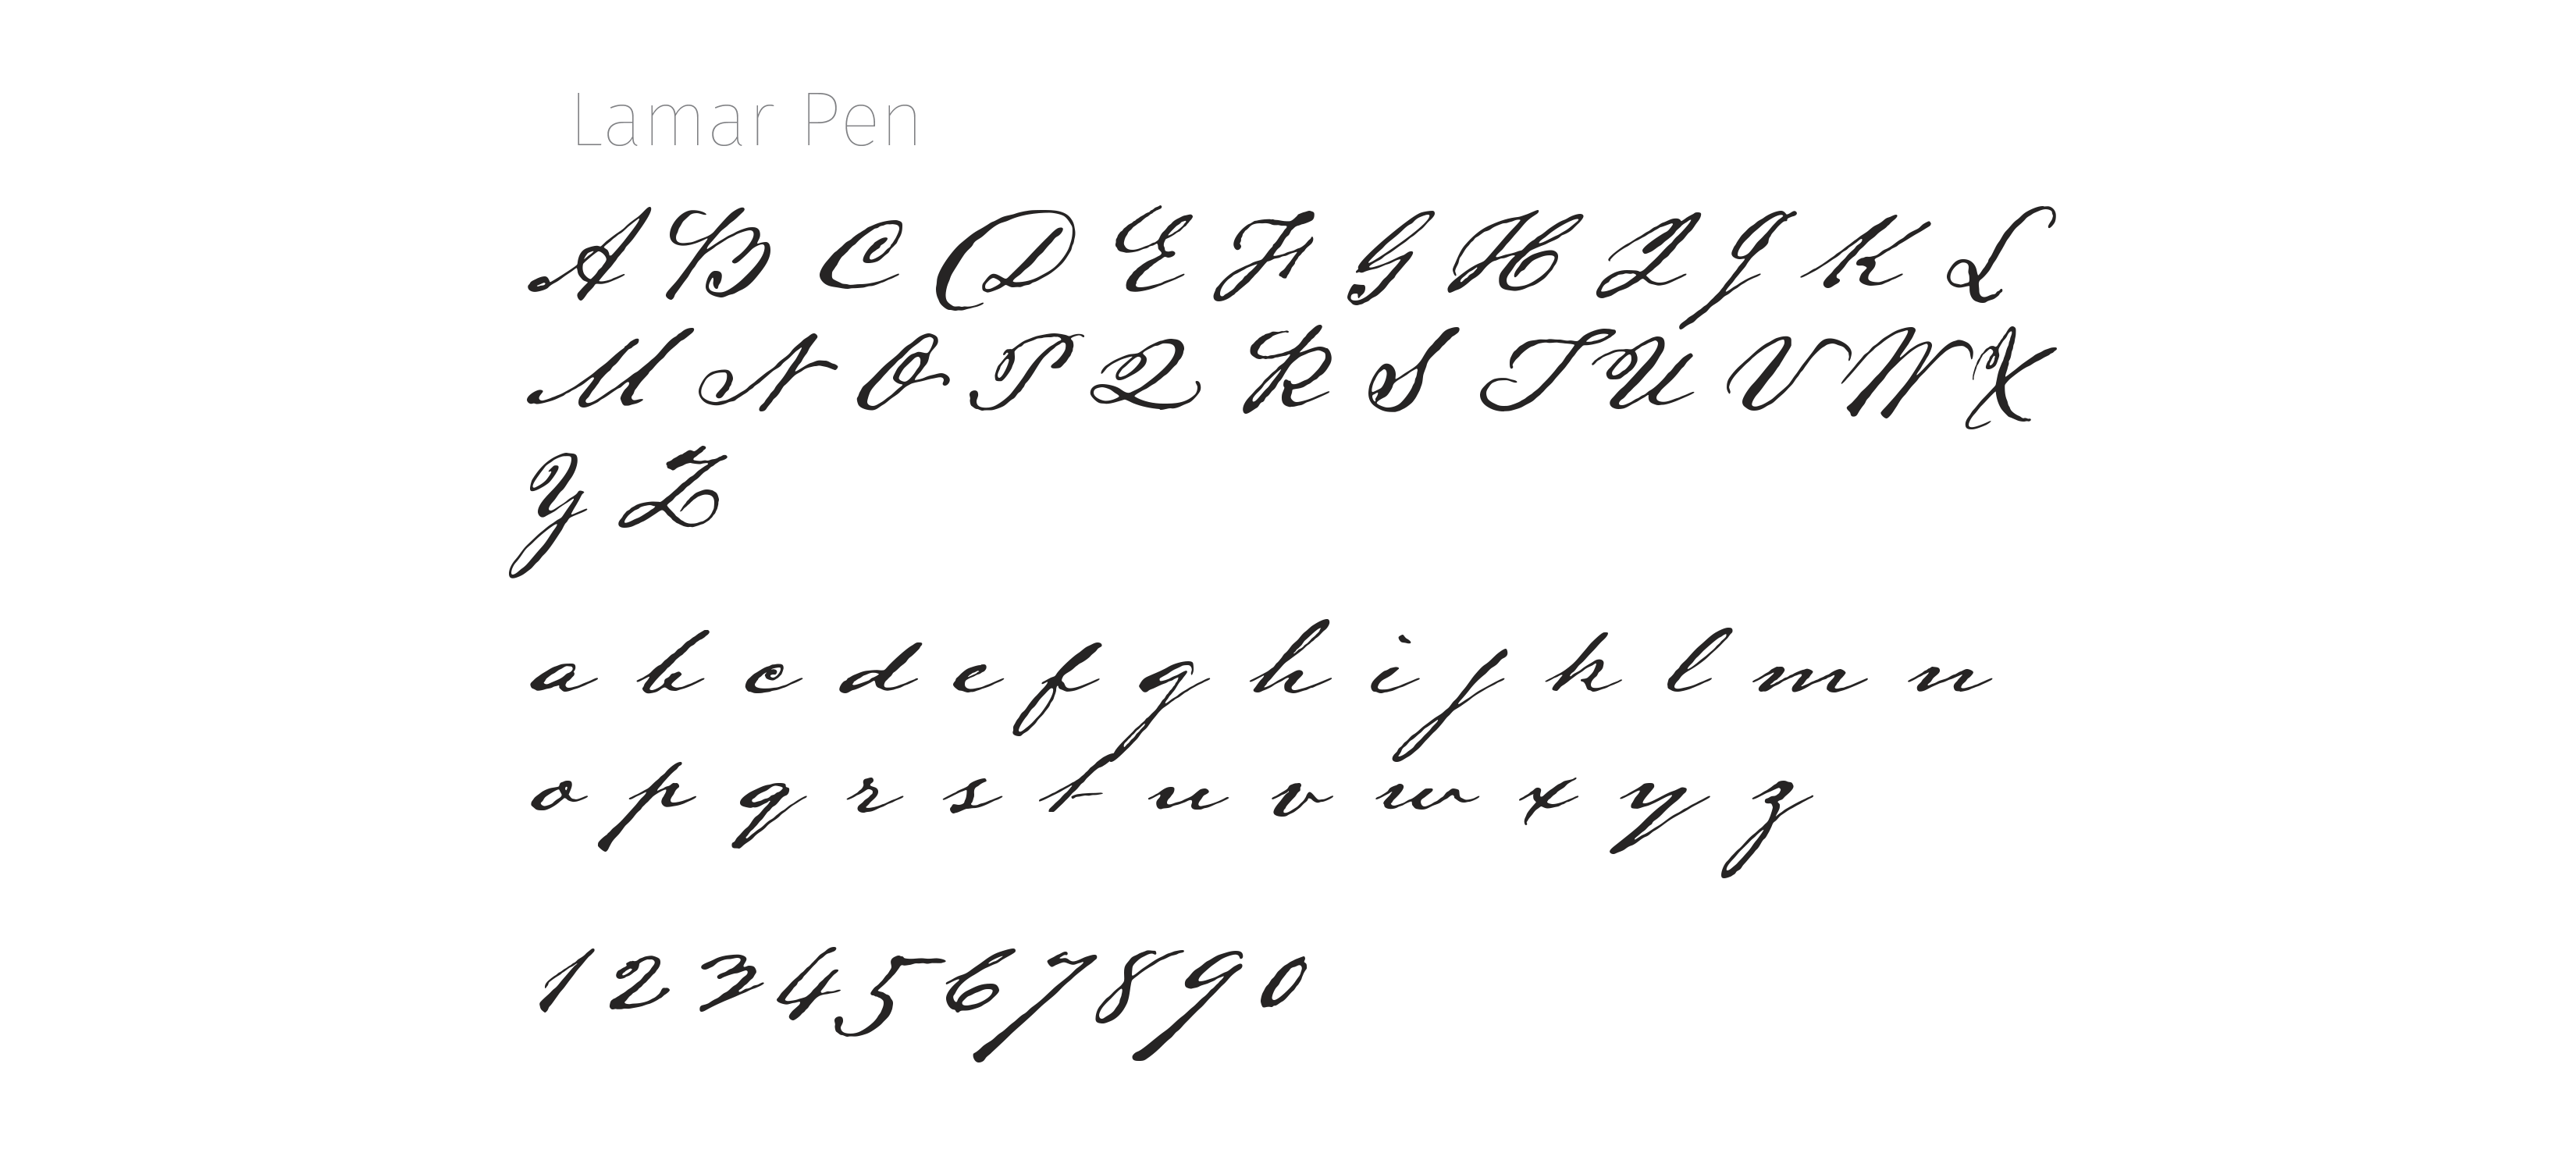 Lamar Pen
A B C D E F G H I J K L
M N O P Q R S T U V W X
Y Z
a b c d e f g h i j k l m n
o p q r s t u v w x y z
1 2 3 4 5 6 7 8 9 0